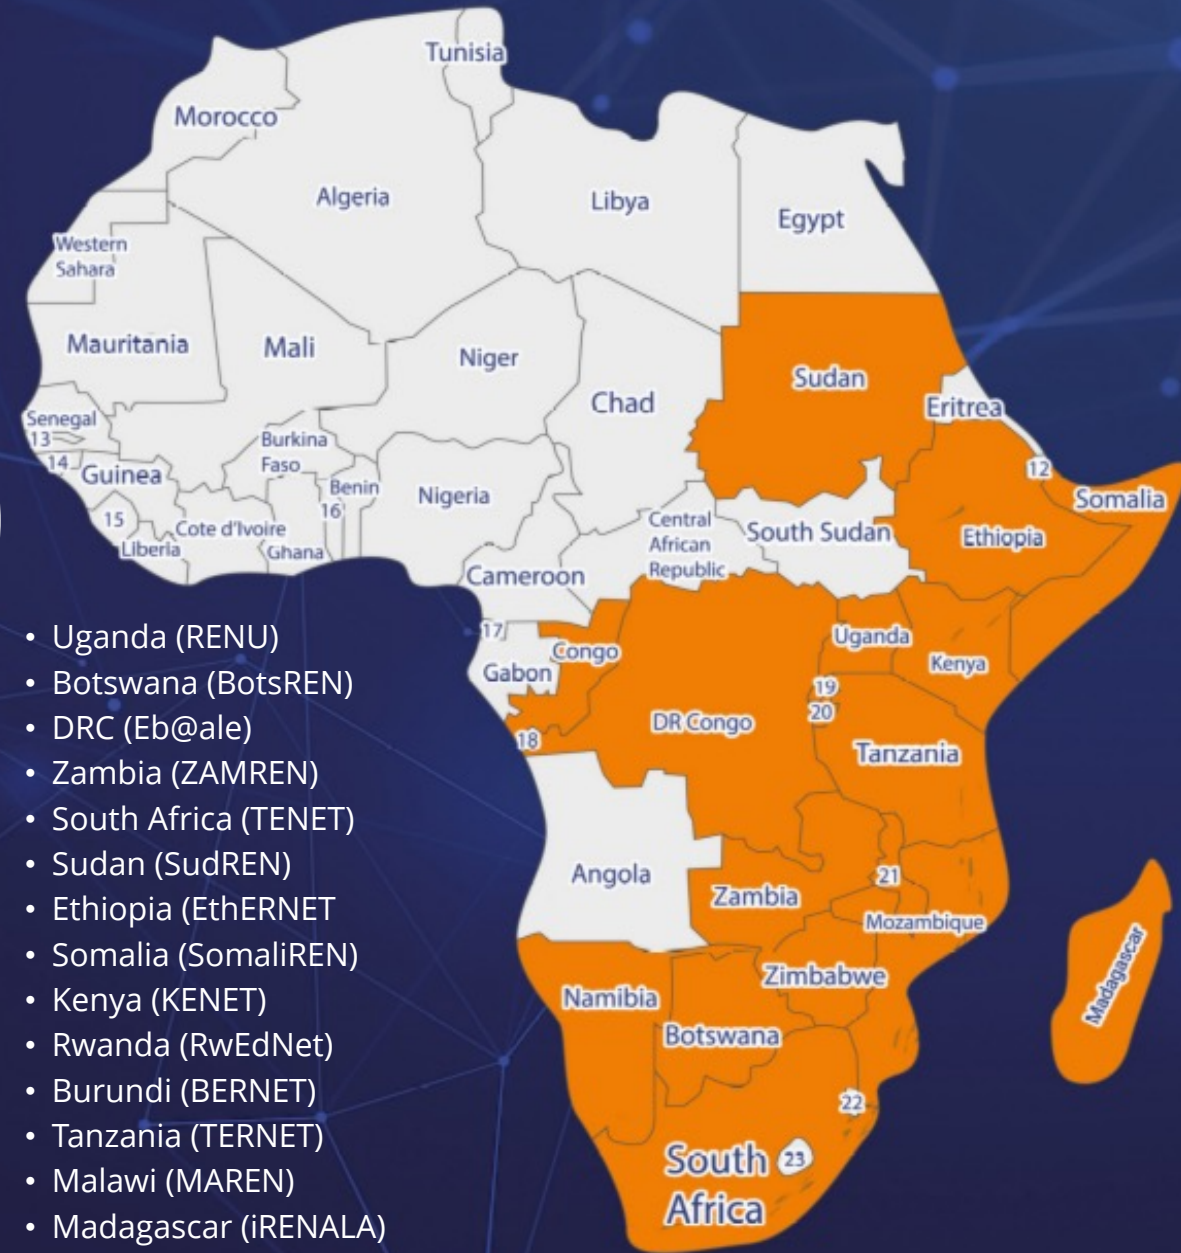 Tunisia
Morocco
Algeria
Libya
Egypt
Western
Sahara
Mauritania
Mali
Niger
Chad
Sudan
Eritrea
Senegal
13
14
Guinea
Burkina
Faso
Benin
16
Nigeria
12
Somalia
15
Cote d'Ivoire
Liberia
Ghana
Central
African
Republic
South Sudan
Ethiopia
Cameroon
17
Gabon
Congo
Uganda
Kenya
18
DR Congo
19
20
Tanzania
Angola
Zambia
21
Mozambique
Zimbabwe
Namibia
Botswana
Madagascar
22
South
Africa
23
• Uganda (RENU)
• Botswana (BotsREN)
• DRC (Eb@ale)
• Zambia (ZAMREN)
• South Africa (TENET)
• Sudan (SudREN)
• Ethiopia (EthERNET
• Somalia (SomaliREN)
• Kenya (KENET)
• Rwanda (RwEdNet)
• Burundi (BERNET)
• Tanzania (TERNET)
• Malawi (MAREN)
• Madagascar (iRENALA)